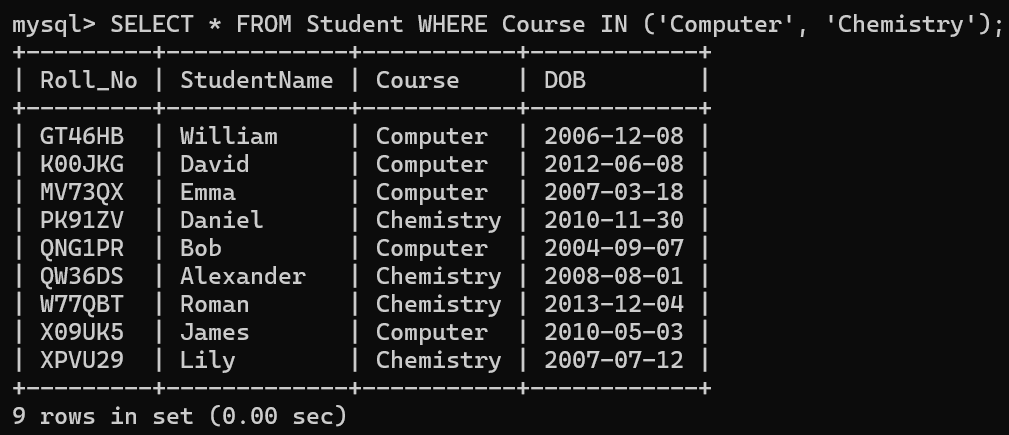 mysql> SELECT * FROM Student WHERE Course IN ('Computer', 'Chemistry');
+---------+-------------+-----------+------------+
| Roll_No | StudentName | Course    | DOB        |
+---------+-------------+-----------+------------+
| GT46HB  | William     | Computer  | 2006-12-08 |
| K00JKG  | David       | Computer  | 2012-06-08 |
| MV73QX  | Emma        | Computer  | 2007-03-18 |
| PK91ZV  | Daniel      | Chemistry | 2010-11-30 |
| QNG1PR  | Bob         | Computer  | 2004-09-07 |
| QW36DS  | Alexander   | Chemistry | 2008-08-01 |
| W77QBT  | Roman       | Chemistry | 2013-12-04 |
| X09UK5  | James       | Computer  | 2010-05-03 |
| XPVU29  | Lily        | Chemistry | 2007-07-12 |
+---------+-------------+-----------+------------+
9 rows in set (0.00 sec)